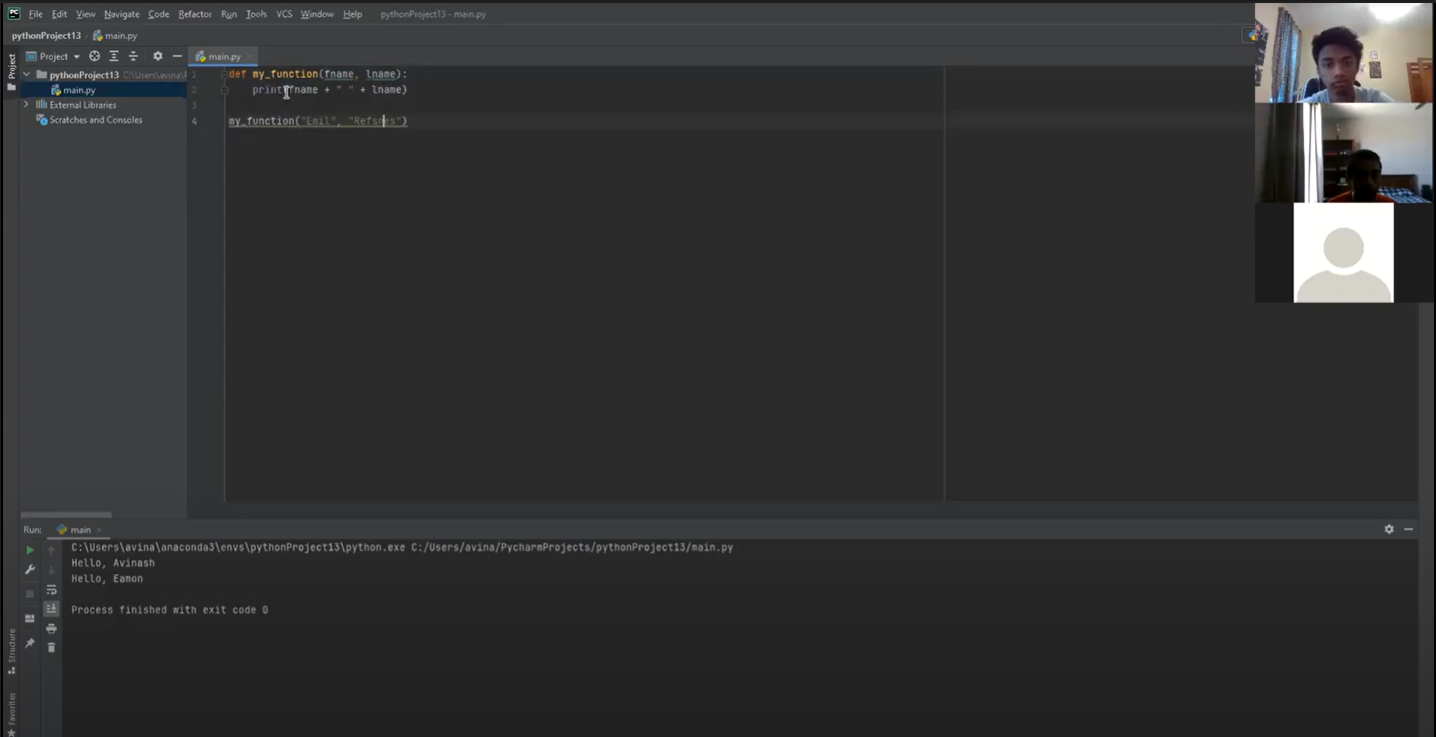 PC File Edit View Navigate Code Refactor Run Tools VCS Window Help pythonProject13 - main.py
pythonProject13 › main.py
Project
Project
main.py
pythonProject13 C:\Users\avina\P
main.py
External Libraries
Scratches and Consoles
1 def my_function(fname, lname):
2 print(fname + " " + lname)
3
4 my_function("Emil", "Refsnes")
Run: main
C:\Users\avina\anaconda3\envs\pythonProject13\python.exe C:/Users/avina/PycharmProjects/pythonProject13/main.py
Hello, Avinash
Hello, Eamon
Process finished with exit code 0
Structure
Favorites